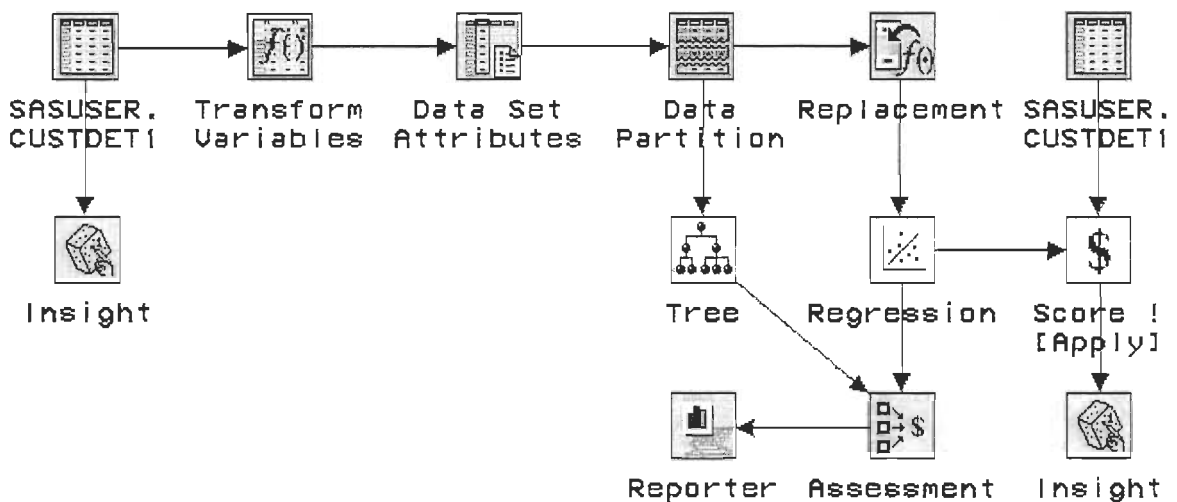 SASUSER. Transform Data Set Data Replacement SASUSER.
CUSTDET1 Variables Attributes Partition CUSTDET1
Insight Tree Regression Score !
[Apply]
Reporter Assessment Insight